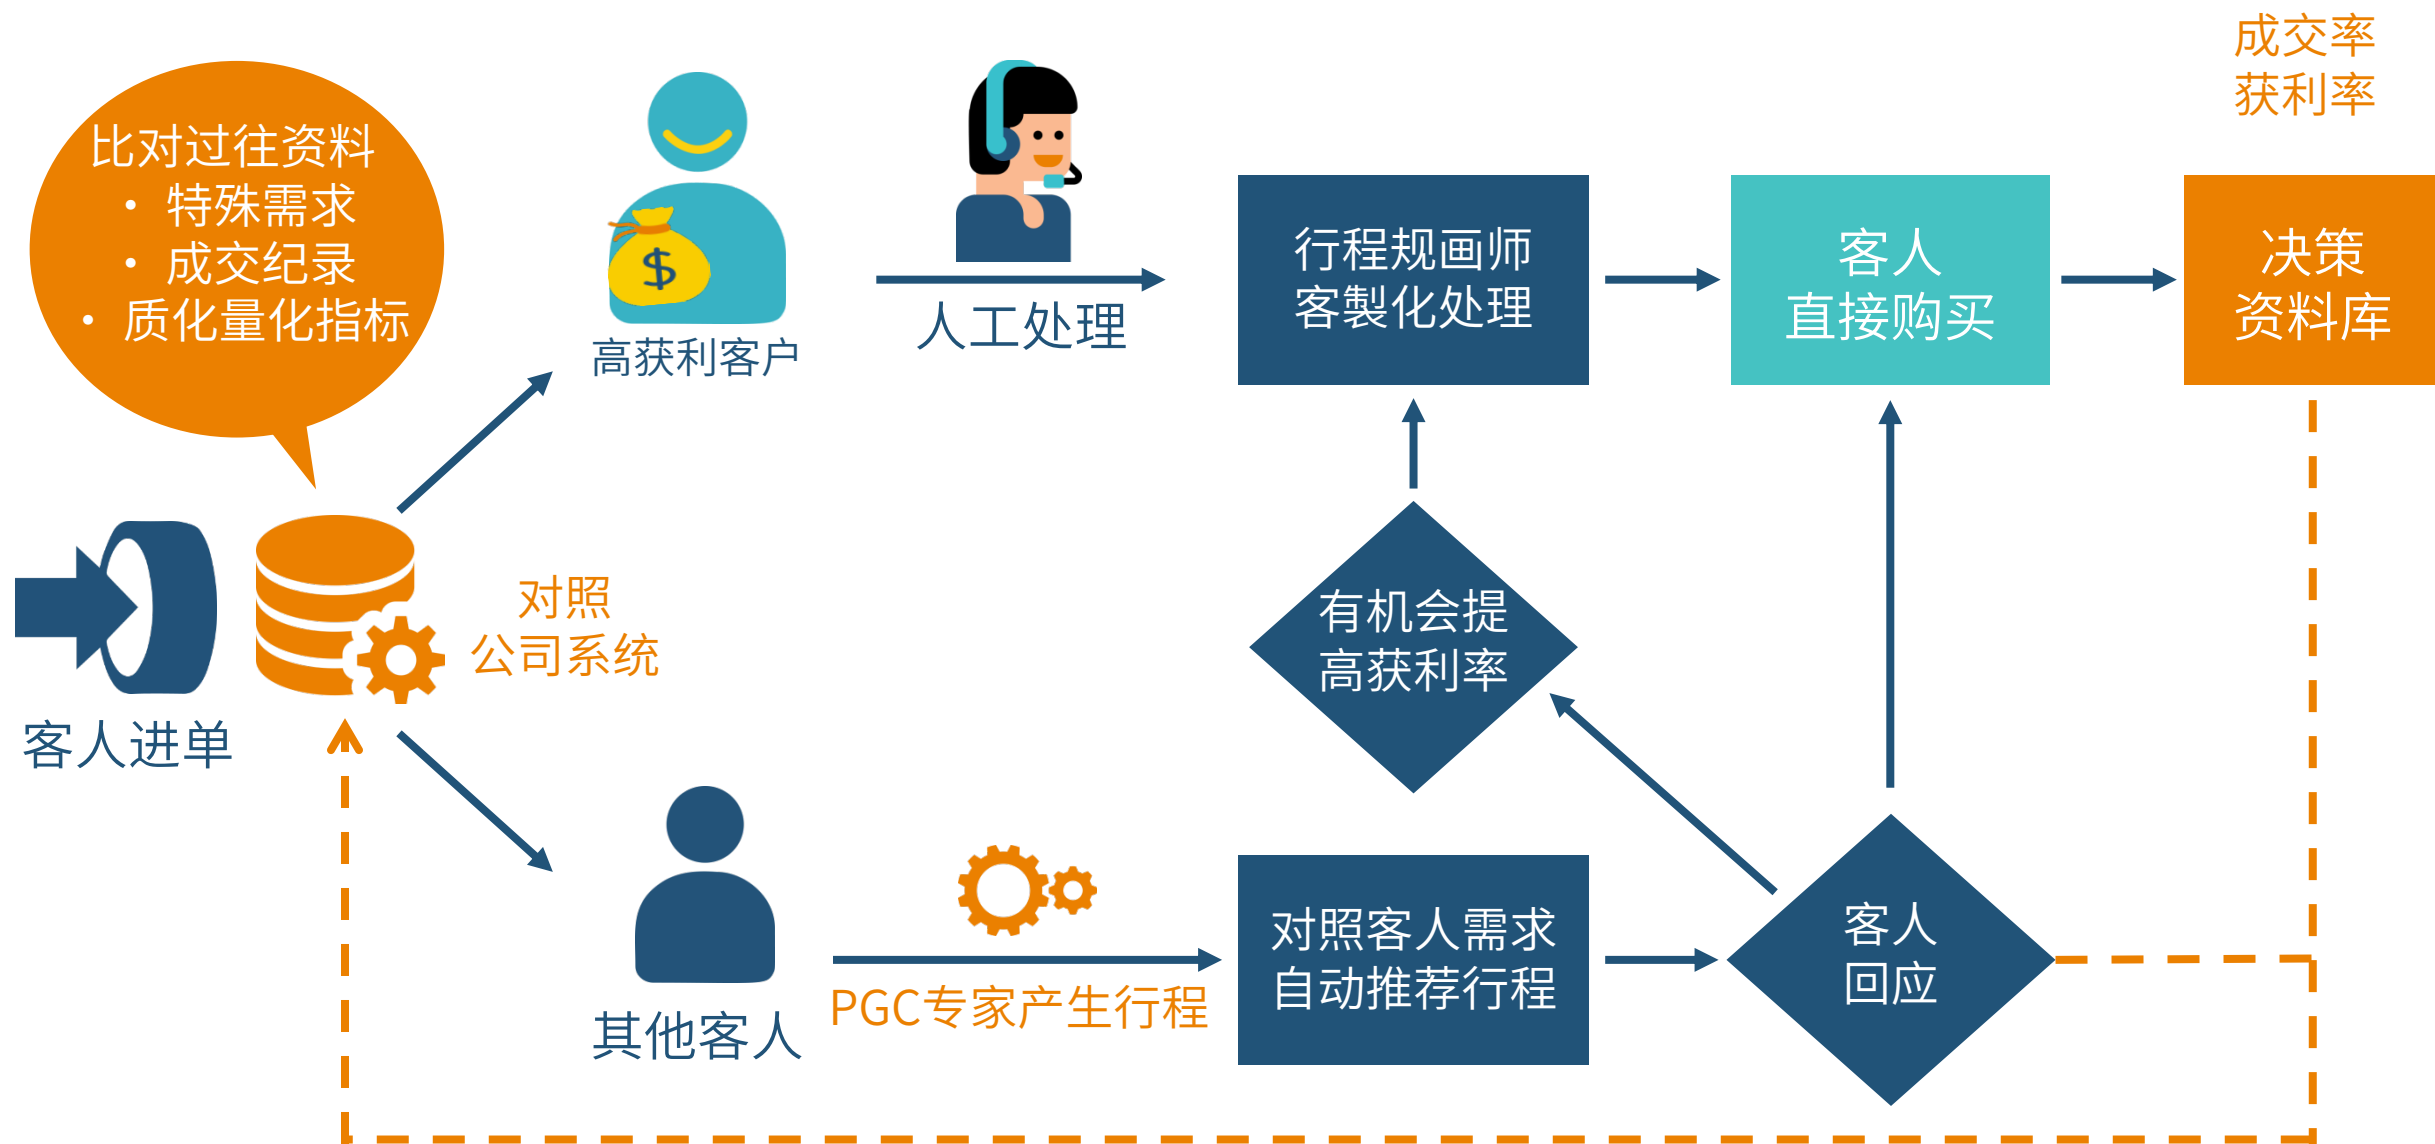 成交率
获利率
比对过往资料
• 特殊需求
• 成交纪录
• 质化量化指标
高获利客户
人工处理
行程规画师
客製化处理
客人
直接购买
决策
资料库
对照
公司系统
客人进单
有机会提
高获利率
其他客人
PGC专家产生行程
对照客人需求
自动推荐行程
客人
回应
$